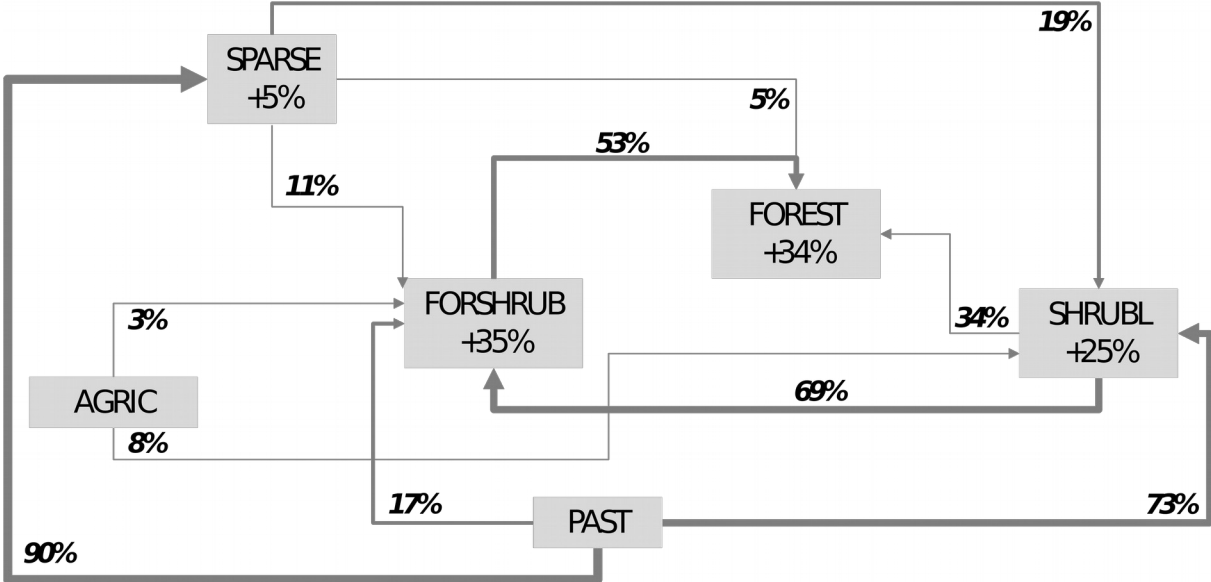 19%
SPARSE
+5%
5%
53%
11%
FOREST
+34%
FORSHRUB
+35%
3%
34%
SHRUBL
+25%
AGRIC
69%
8%
17%
PAST
73%
90%